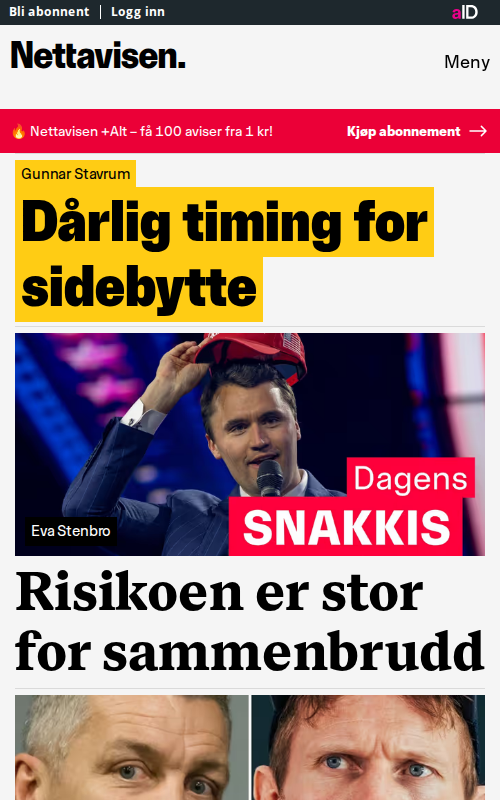 Bli abonnent
Logg inn
aID
Nettavisen.
Meny
🔥 Nettavisen +Alt – få 100 aviser fra 1 kr!
Kjøp abonnement →
Gunnar Stavrum
Dårlig timing for
sidebytte
Dagens
SNAKKIS
Eva Stenbro
Risikoen er stor
for sammenbrudd